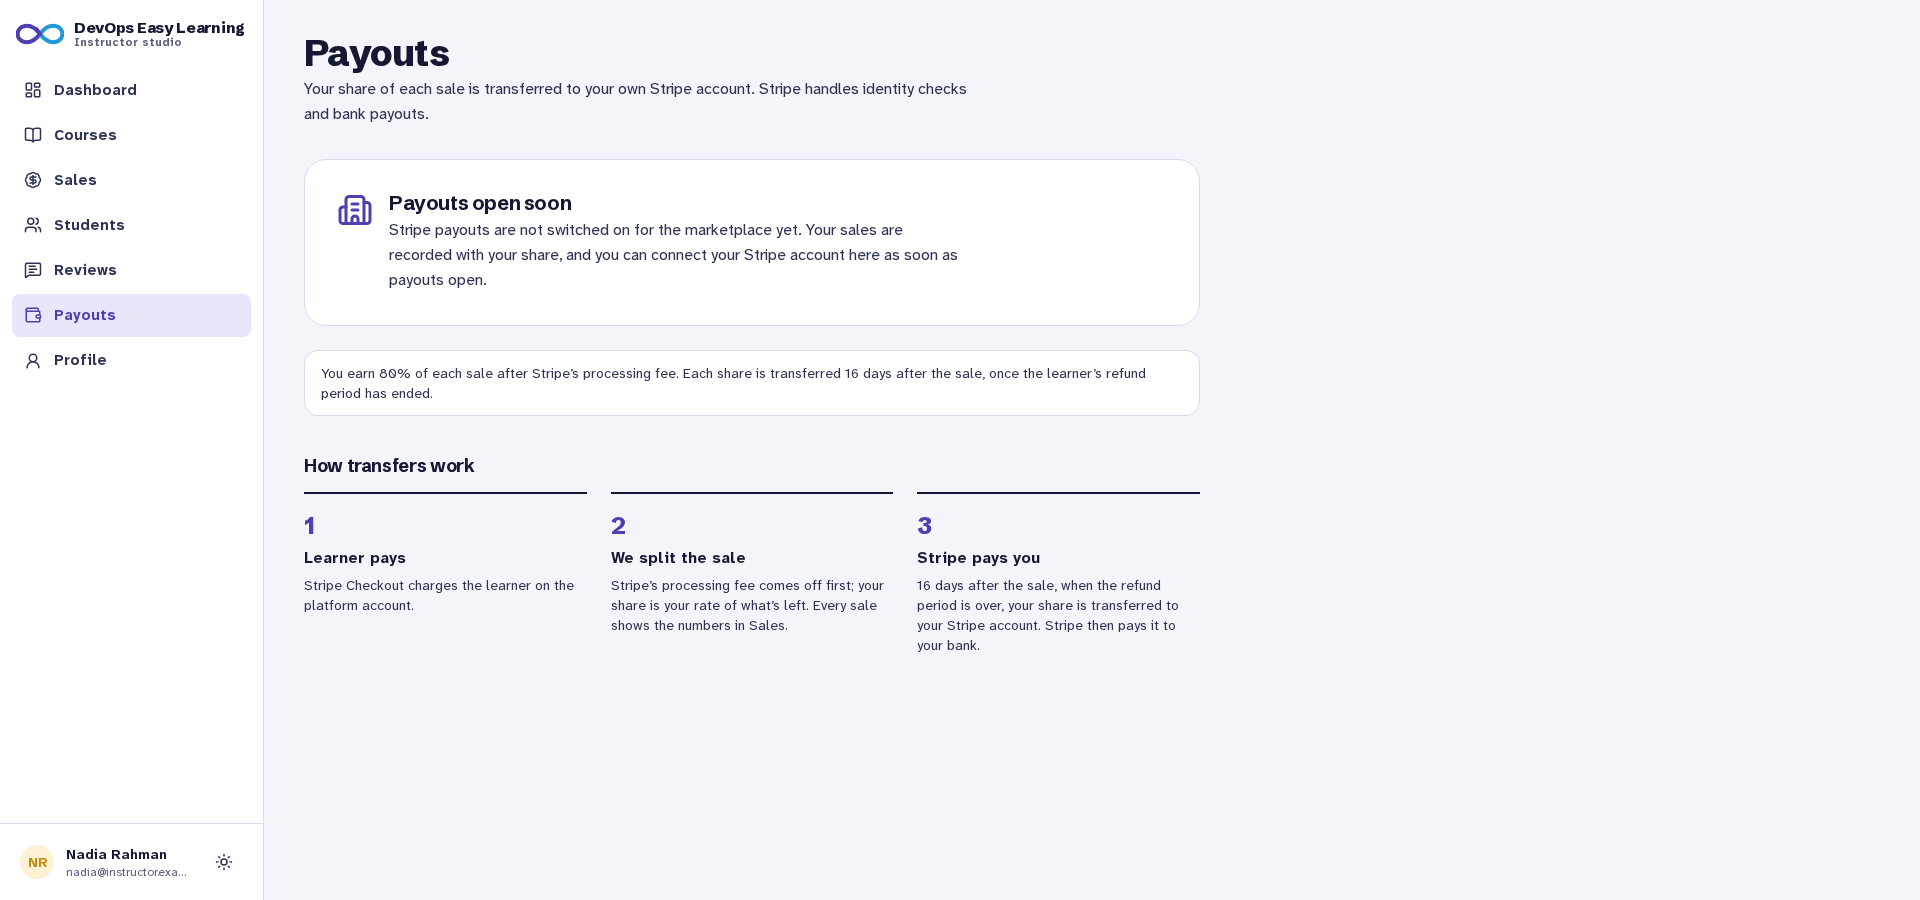 DevOps Easy Learning
Instructor studio
Dashboard
Courses
Sales
Students
Reviews
Payouts
Profile
Nadia Rahman
NR
nadia@instructor.exa...
Payouts
Your share of each sale is transferred to your own Stripe account. Stripe handles identity checks
and bank payouts.
Payouts open soon
Stripe payouts are not switched on for the marketplace yet. Your sales are
recorded with your share, and you can connect your Stripe account here as soon as
payouts open.
You earn 80% of each sale after Stripe’s processing fee. Each share is transferred 16 days after the sale, once the learner’s refund
period has ended.
How transfers work
1
Learner pays
Stripe Checkout charges the learner on the
platform account.
2
We split the sale
Stripe’s processing fee comes off first; your
share is your rate of what’s left. Every sale
shows the numbers in Sales.
3
Stripe pays you
16 days after the sale, when the refund
period is over, your share is transferred to
your Stripe account. Stripe then pays it to
your bank.